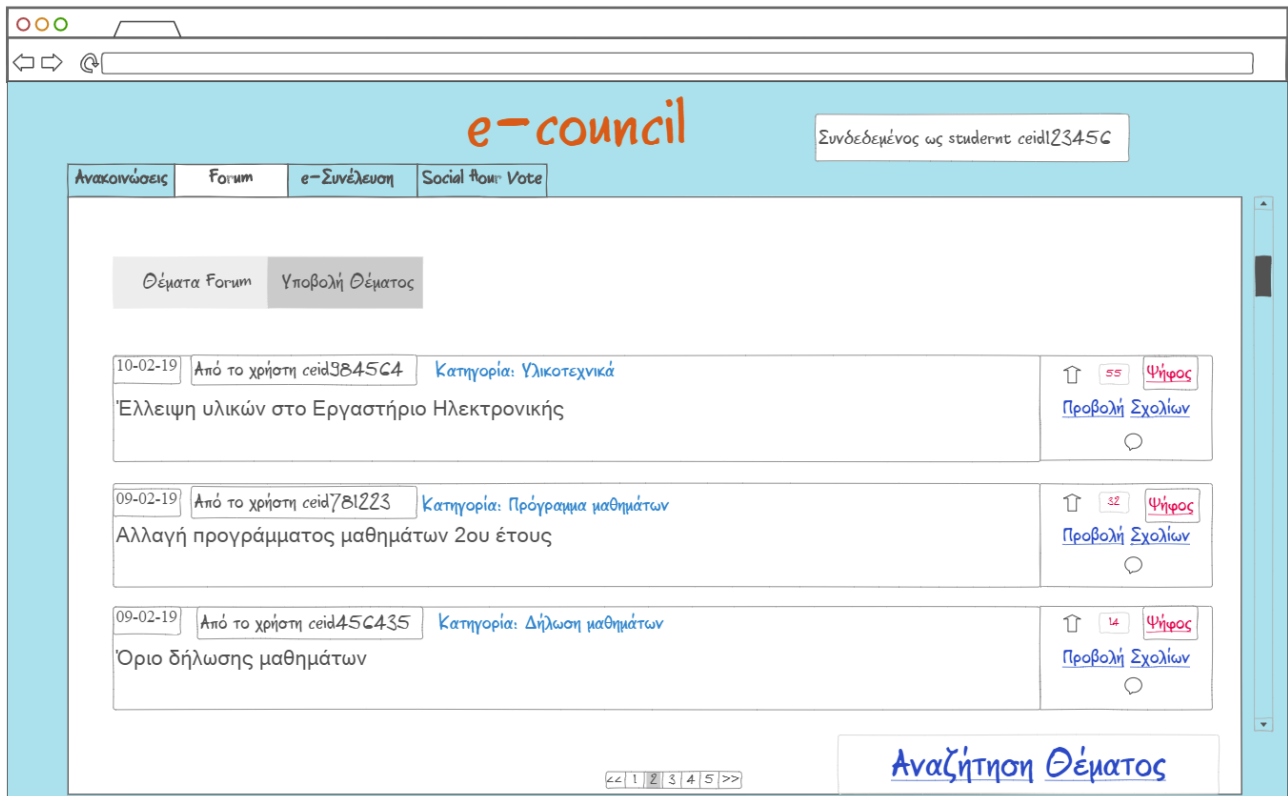 e-council
Συνδεδεμένος ως studernt ceid123456
Ανακοινώσεις Forum e-Συνέλευση Social Hour Vote
Θέματα Forum Υποβολή Θέματος
10-02-19 Από το χρήστη ceid984564 Κατηγορία: Υλικοτεχνικά 55 Ψήφος
Έλλειψη υλικών στο Εργαστήριο Ηλεκτρονικής Προβολή Σχολίων
09-02-19 Από το χρήστη ceid781223 Κατηγορία: Πρόγραμμα μαθημάτων 32 Ψήφος
Αλλαγή προγράμματος μαθημάτων 2ου έτους Προβολή Σχολίων
09-02-19 Από το χρήστη ceid456435 Κατηγορία: Δήλωση μαθημάτων 14 Ψήφος
Όριο δήλωσης μαθημάτων Προβολή Σχολίων
Αναζήτηση Θέματος
<< 1 2 3 4 5 >>